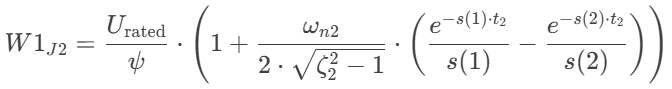 $W1_{J2} = \frac{U_{\text{rated}}}{\psi} \cdot \left( 1 + \frac{\omega_{n2}}{2 \cdot \sqrt{\zeta_2^2 - 1}} \cdot \left( \frac{e^{-s(1) \cdot t_2}}{s(1)} - \frac{e^{-s(2) \cdot t_2}}{s(2)} \right) \right)$